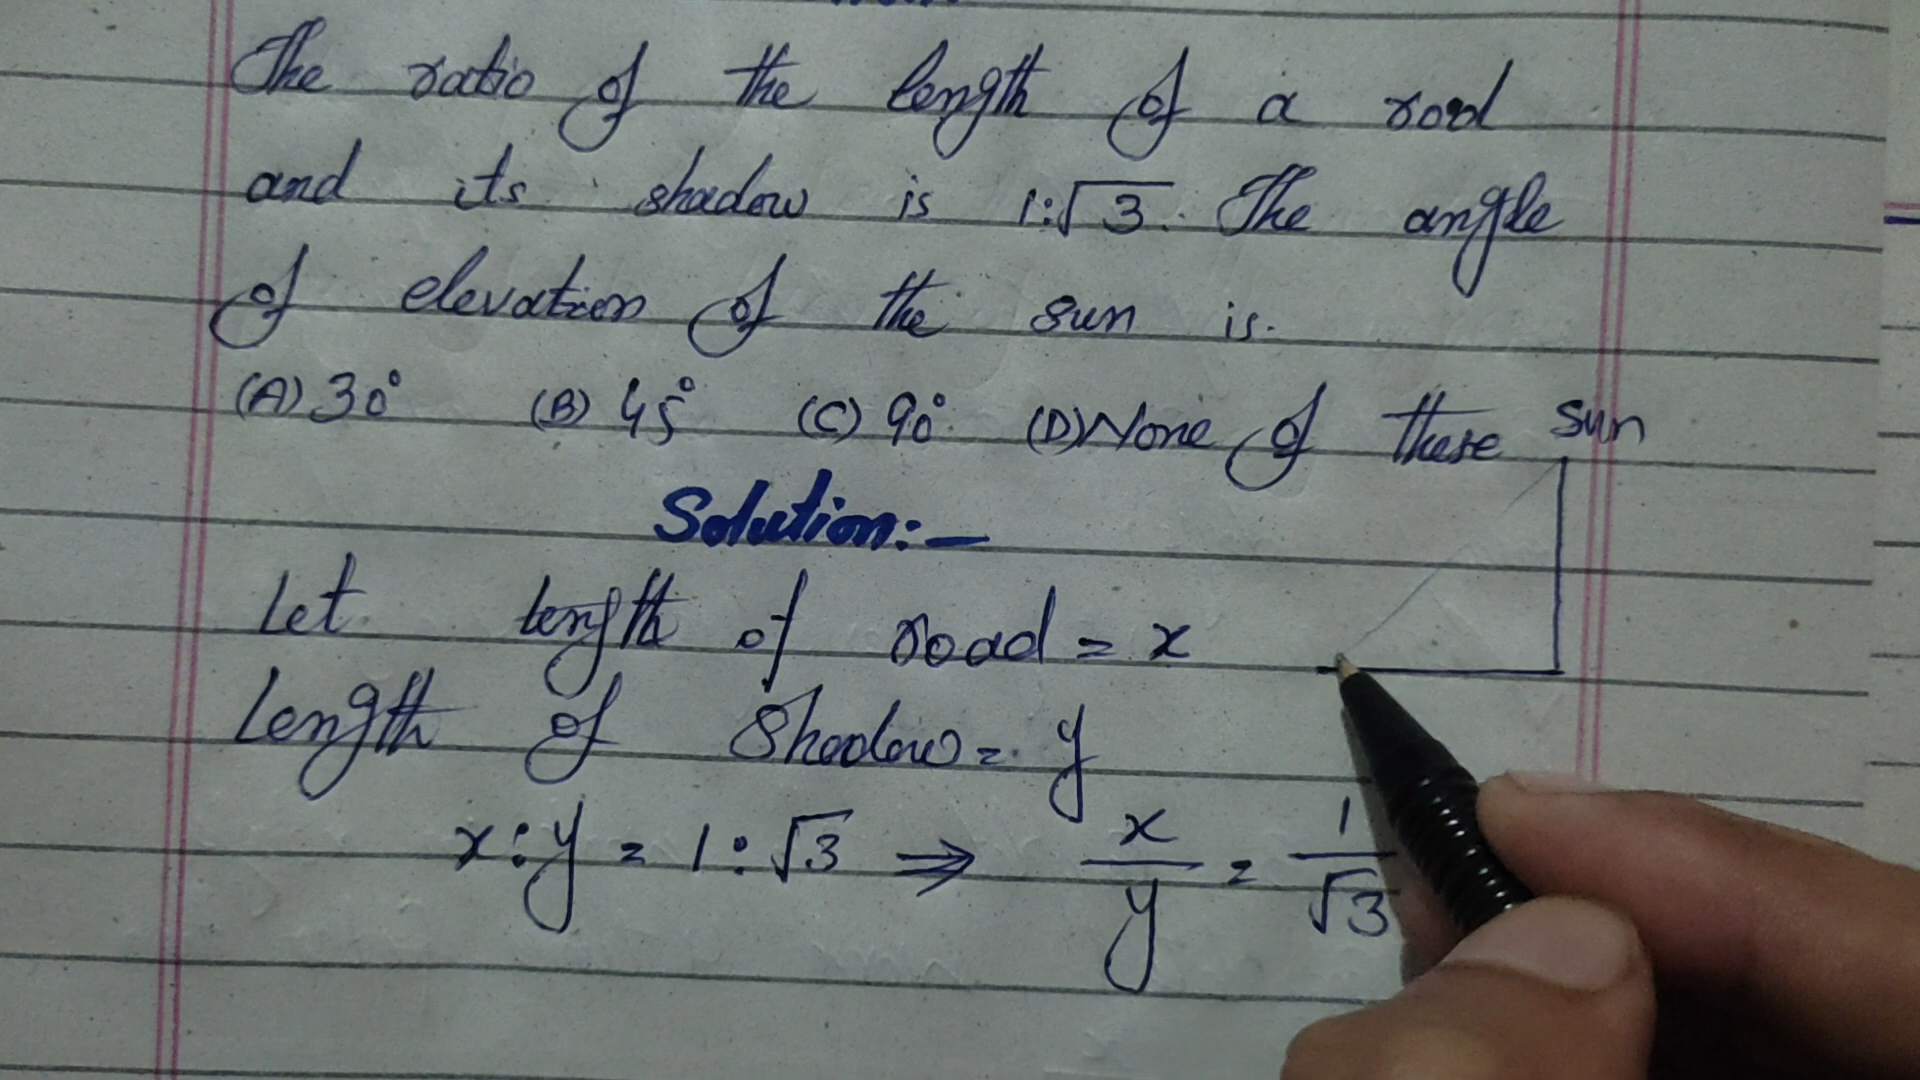 The ratio of the length of a rood
and its shadow is 1:√3. The angle
of elevation of the sun is.
(A) 30° (B) 45° (C) 90° (D) None of these
Sun
Solution:-
Let length of road = x
Length of Shadow = y
x:y = 1:√3 ⇒ x/y = 1/√3